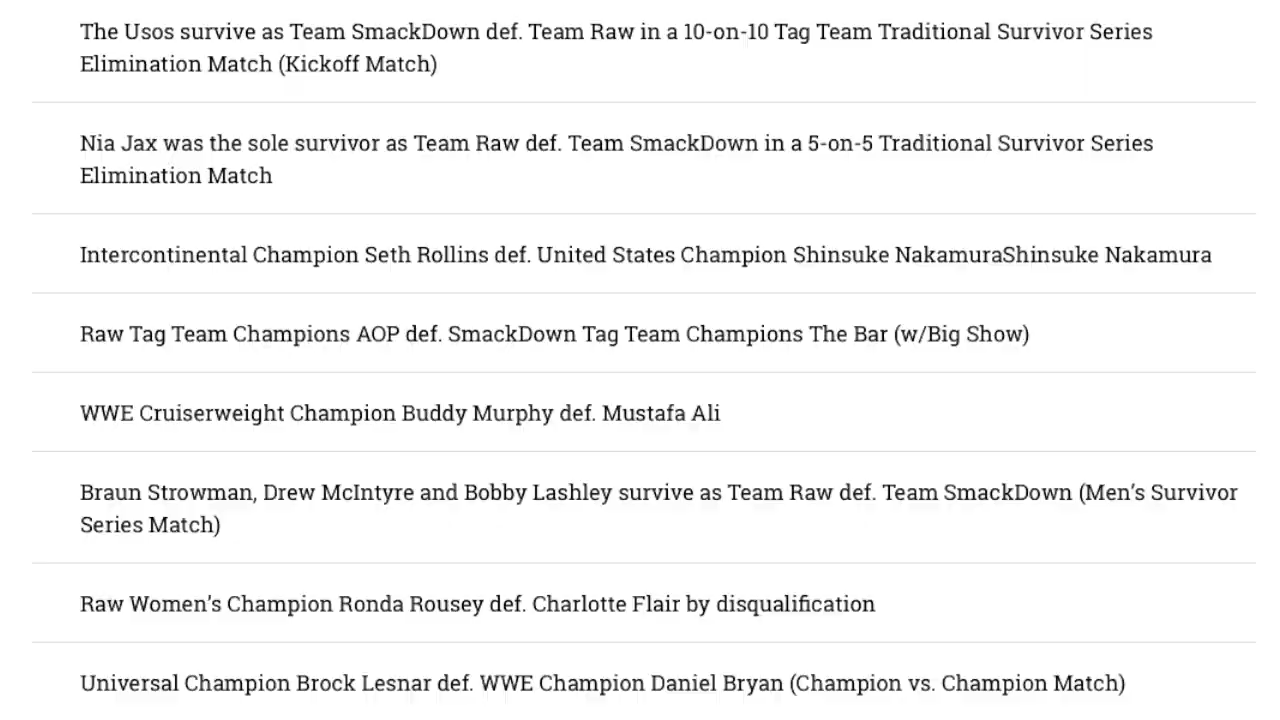 The Usos survive as Team SmackDown def. Team Raw in a 10-on-10 Tag Team Traditional Survivor Series
Elimination Match (Kickoff Match)
Nia Jax was the sole survivor as Team Raw def. Team SmackDown in a 5-on-5 Traditional Survivor Series
Elimination Match
Intercontinental Champion Seth Rollins def. United States Champion Shinsuke NakamuraShinsuke Nakamura
Raw Tag Team Champions AOP def. SmackDown Tag Team Champions The Bar (w/Big Show)
WWE Cruiserweight Champion Buddy Murphy def. Mustafa Ali
Braun Strowman, Drew McIntyre and Bobby Lashley survive as Team Raw def. Team SmackDown (Men’s Survivor
Series Match)
Raw Women’s Champion Ronda Rousey def. Charlotte Flair by disqualification
Universal Champion Brock Lesnar def. WWE Champion Daniel Bryan (Champion vs. Champion Match)